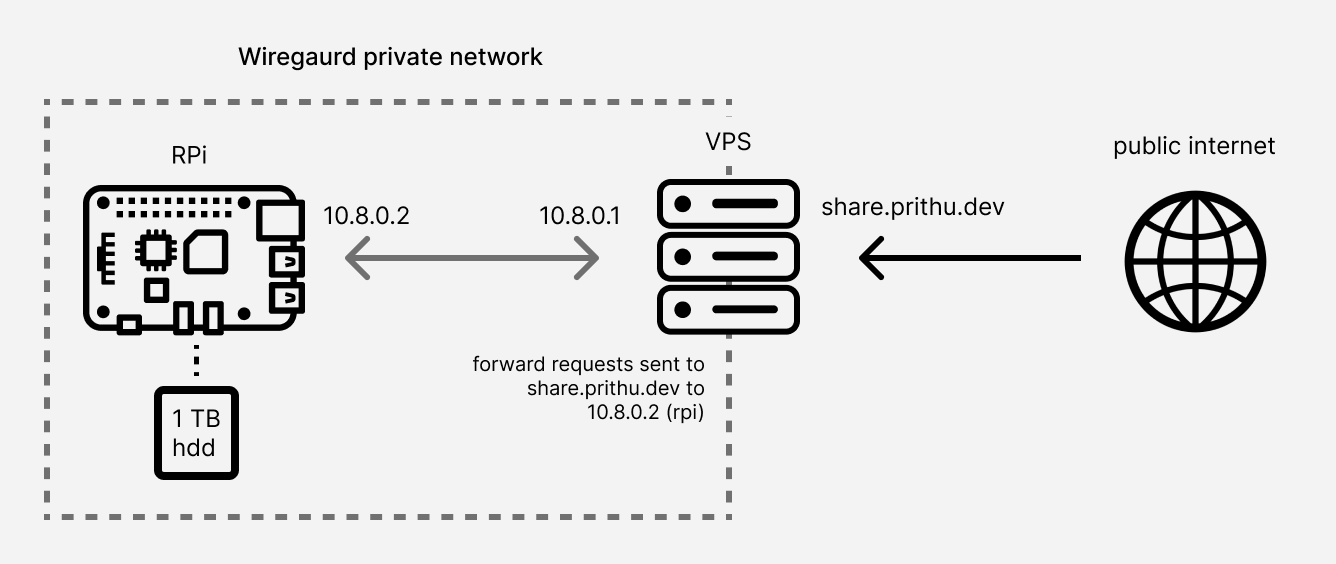 Wiregaurd private network
RPi
VPS
public internet
10.8.0.2
10.8.0.1
share.prithu.dev
forward requests sent to
share.prithu.dev to
10.8.0.2 (rpi)
1 TB
hdd